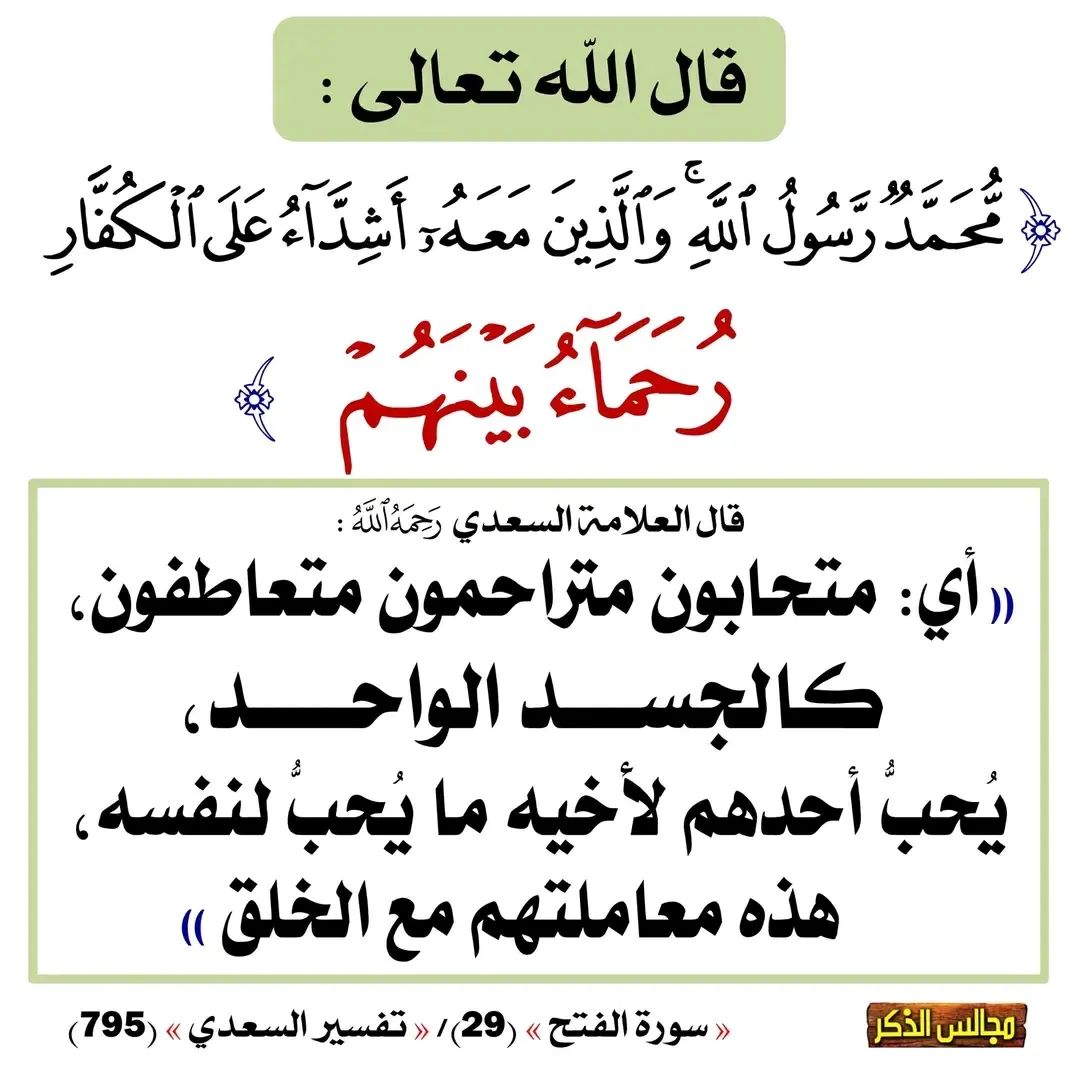 قال الله تعالى :
﴿ مُّحَمَّدٌ رَّسُولُ ٱللَّهِ ۚ وَٱلَّذِينَ مَعَهُۥٓ أَشِدَّآءُ عَلَى ٱلْكُفَّارِ
رُحَمَآءُ بَيْنَهُمْ ﴾
قال العلامة السعدي رَحِمَهُ ٱللَّهُ :
(( أي: متحابون متراحمون متعاطفون،
كالجسد الواحد،
يُحبُّ أحدهم لأخيه ما يُحبُّ لنفسه،
هذه معاملتهم مع الخلق ))
« سورة الفتح » (29)/ « تفسير السعدي » (795)
مجالس الذكر